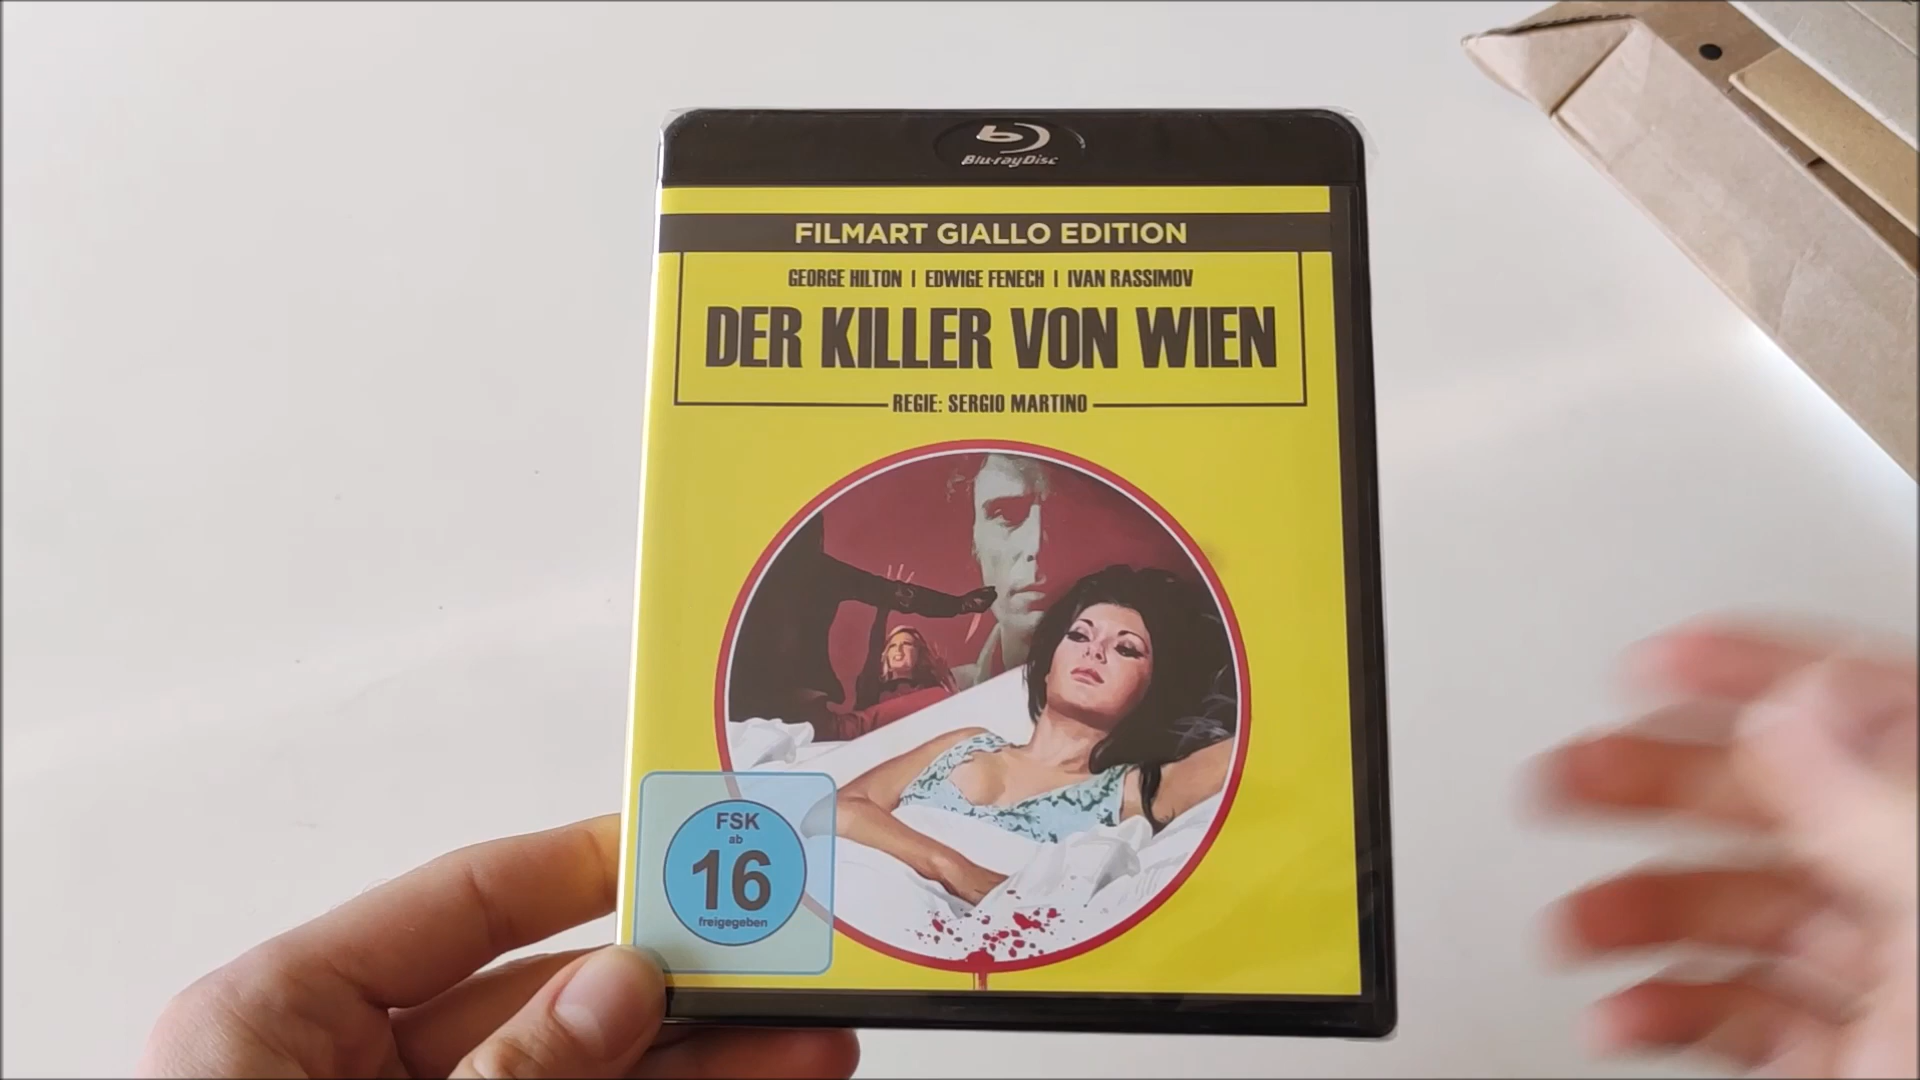 Blu-ray Disc
FILMART GIALLO EDITION
GEORGE HILTON | EDWIGE FENECH | IVAN RASSIMOV
DER KILLER VON WIEN
REGIE: SERGIO MARTINO
FSK
ab
16
freigegeben